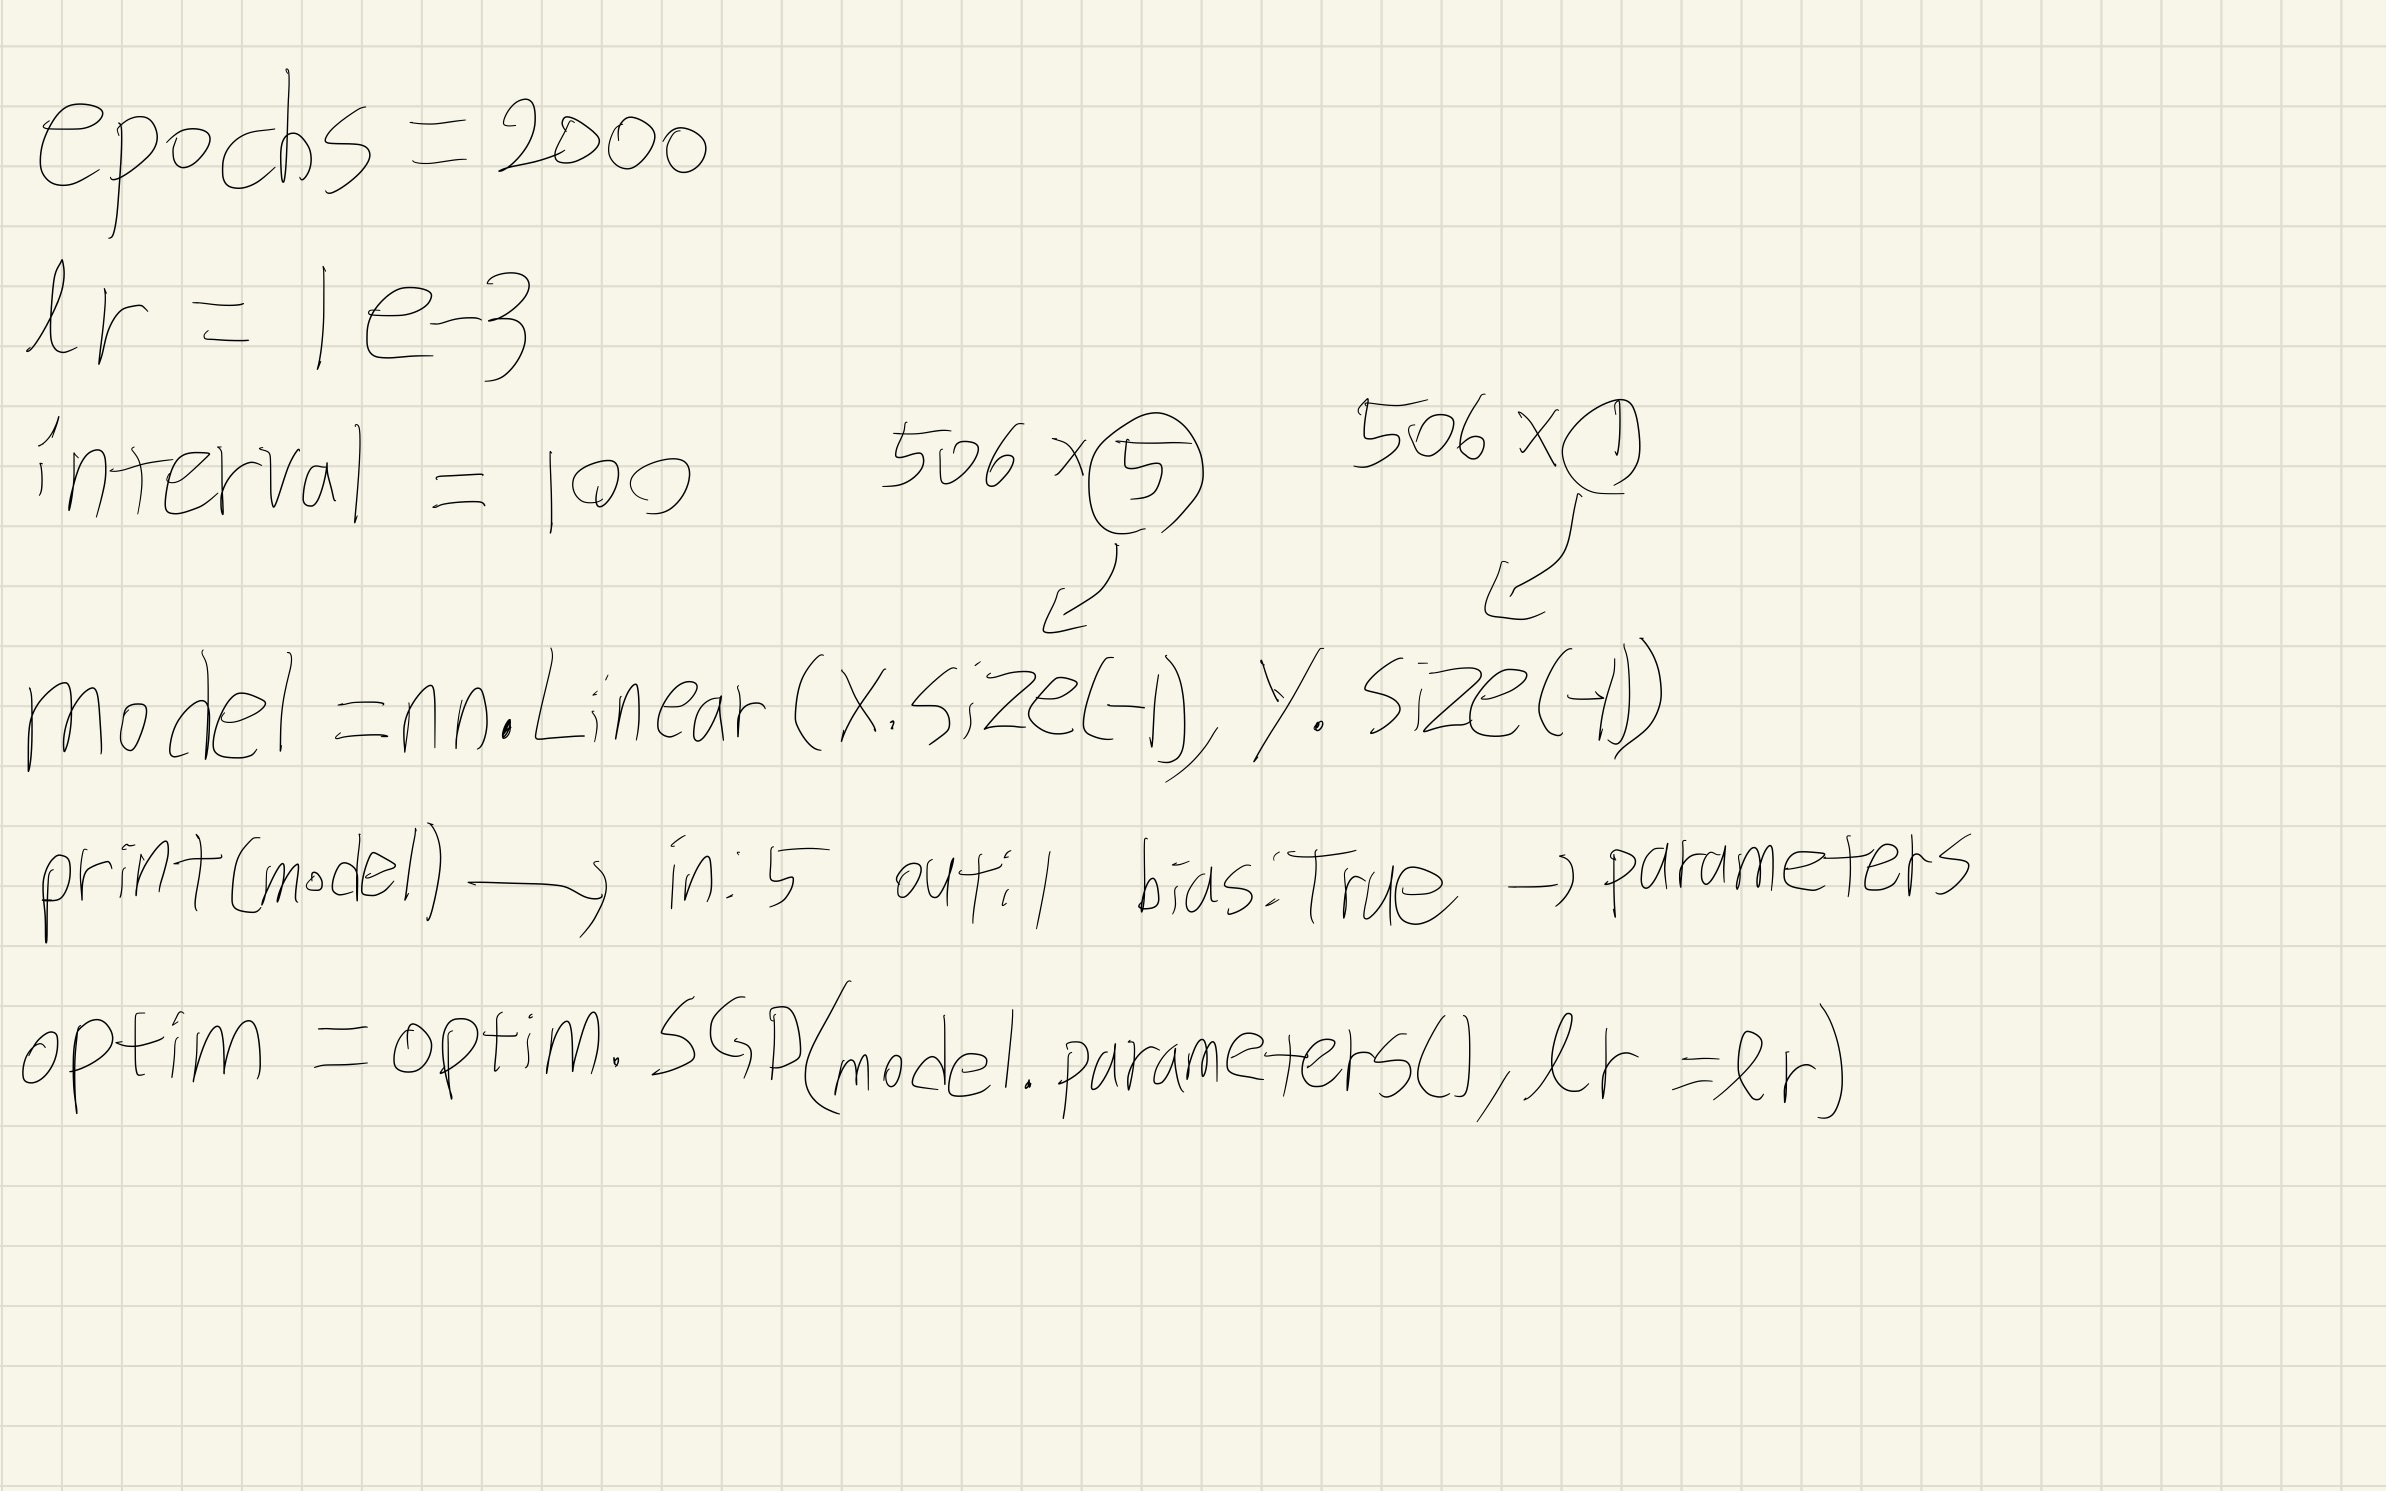 epochs = 2000
lr = 1e-3
interval = 100 506 x 5 506 x 1
model = nn.Linear(x.size(-1), y.size(-1))
print(model) → in:5 out:1 bias:True → parameters
optim = optim.SGD(model.parameters(), lr = lr)